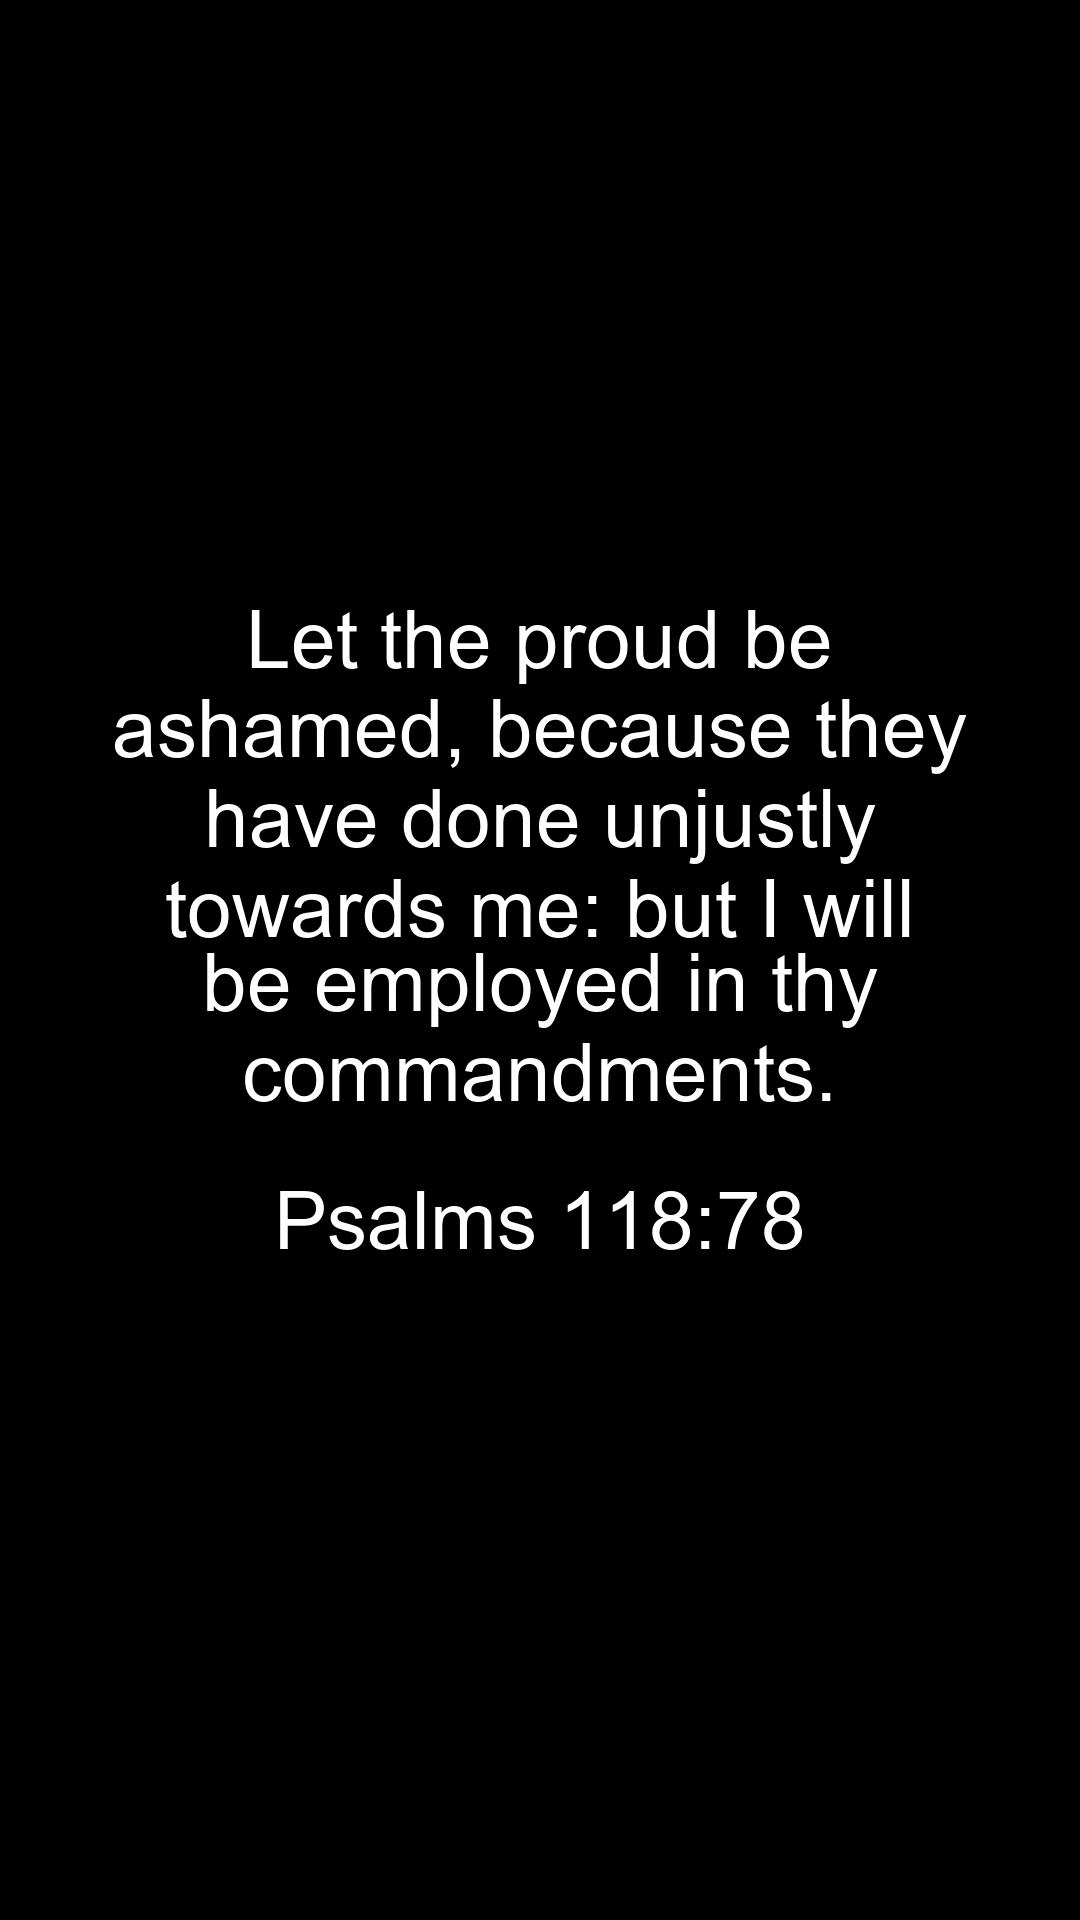 Let the proud be
ashamed, because they
have done unjustly
towards me: but I will
be employed in thy
commandments.
Psalms 118:78